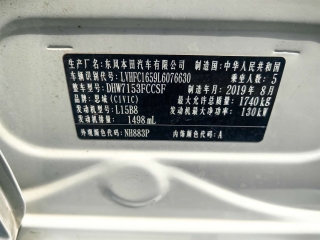 生产厂名: 东风本田汽车有限公司 制造国: 中华人民共和国
车辆识别代号: LVHFC1659L6076630 乘坐人数: 5
整车型号: DHW7153FCCSF 制造年月: 2019年 8月
品牌: 思域(CIVIC) 最大允许总质量: 1740kg
发动机型号: L15B8 发动机最大净功率: 130kW
发动机排量: 1498mL
外观颜色代码: NH883P 内饰颜色代码: A